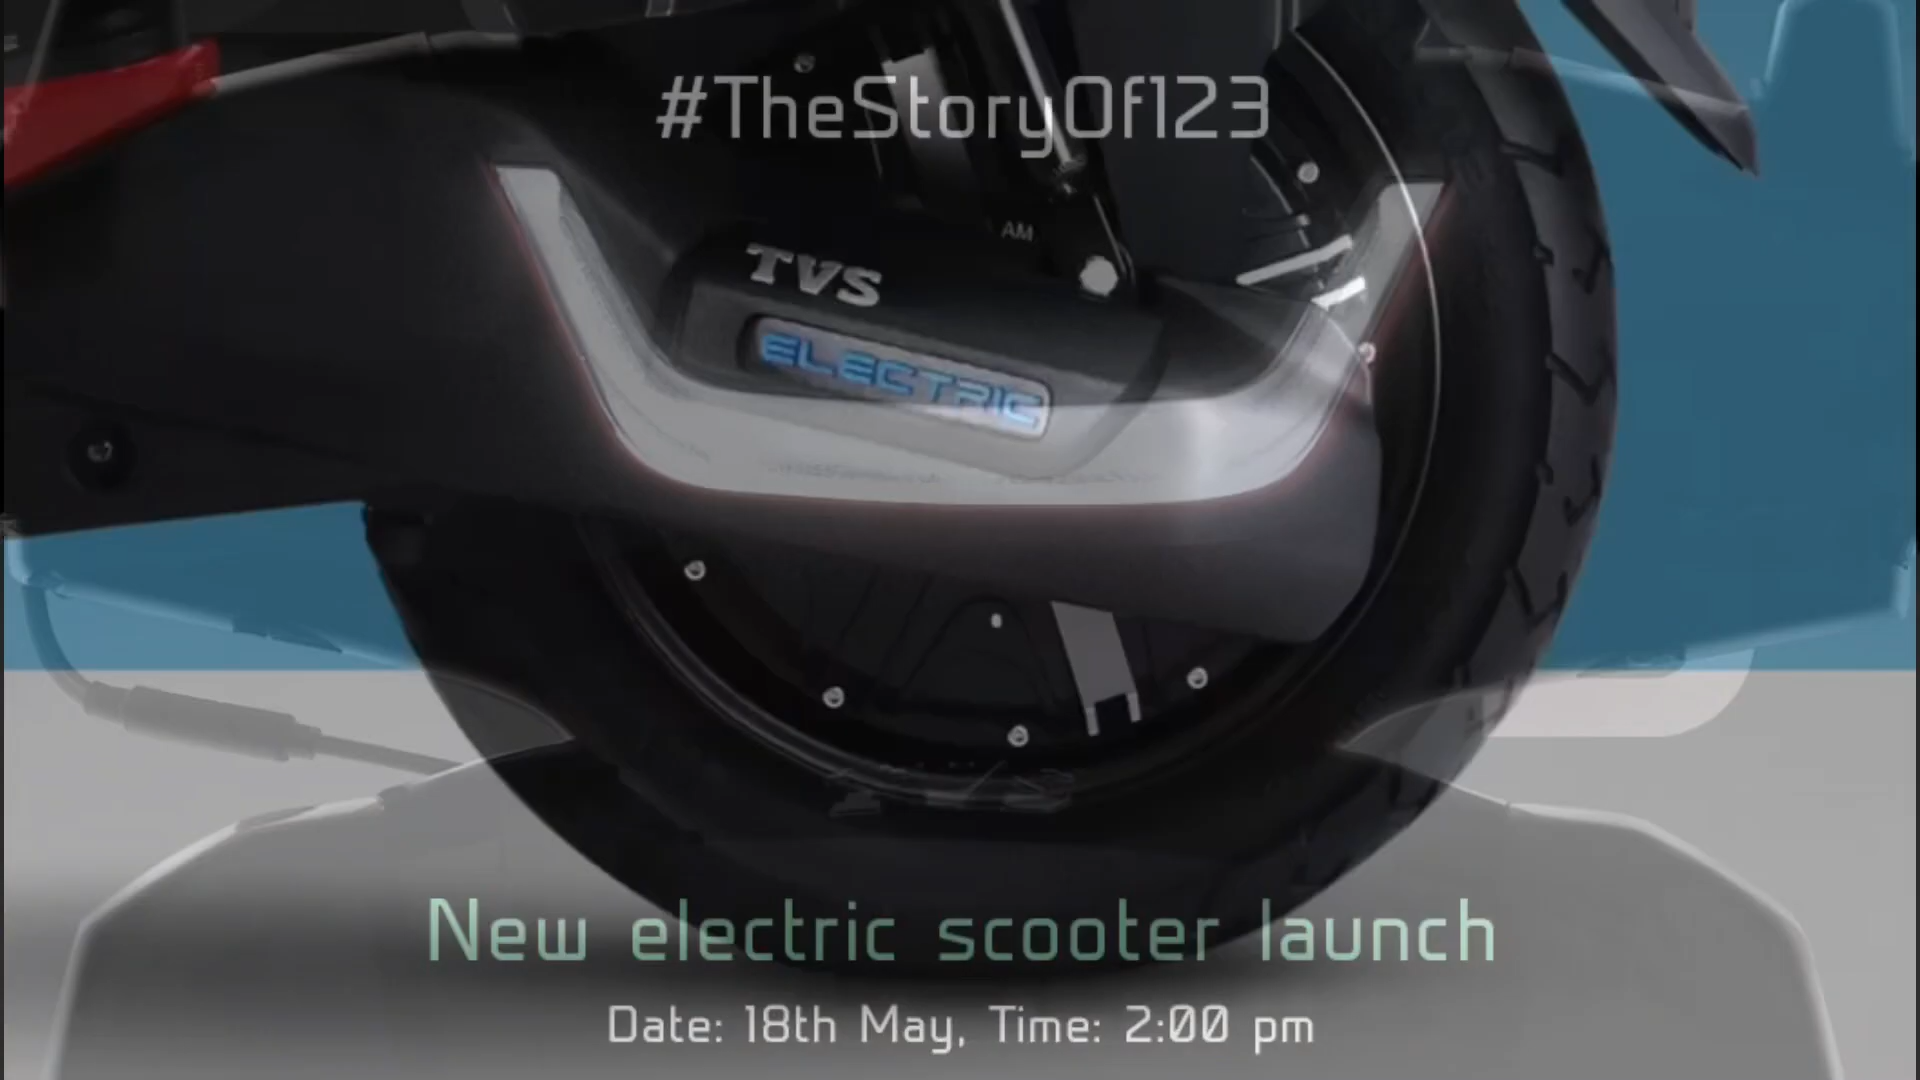 #TheStoryOf123
AM
TVS
ELECTRIC
New electric scooter launch
Date: 18th May, Time: 2:00 pm